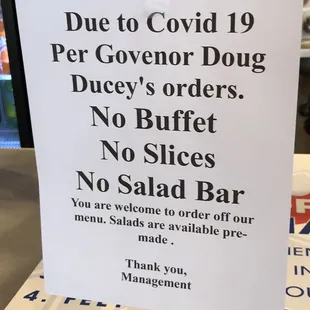 Due to Covid 19
Per Govenor Doug
Ducey's orders.
No Buffet
No Slices
No Salad Bar
You are welcome to order off our
menu. Salads are available pre-
made .
Thank you,
Management